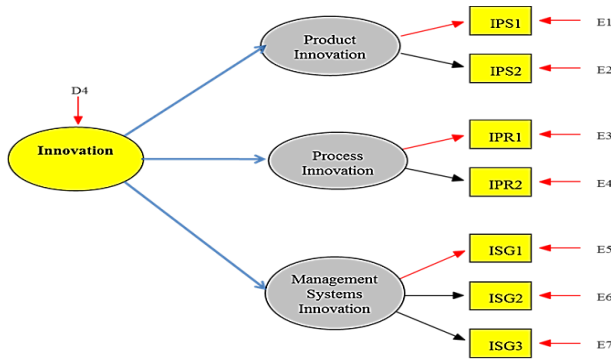 D4
Innovation
Product
Innovation
IPS1
E1
IPS2
E2
Process
Innovation
IPR1
E3
IPR2
E4
Management
Systems
Innovation
ISG1
E5
ISG2
E6
ISG3
E7